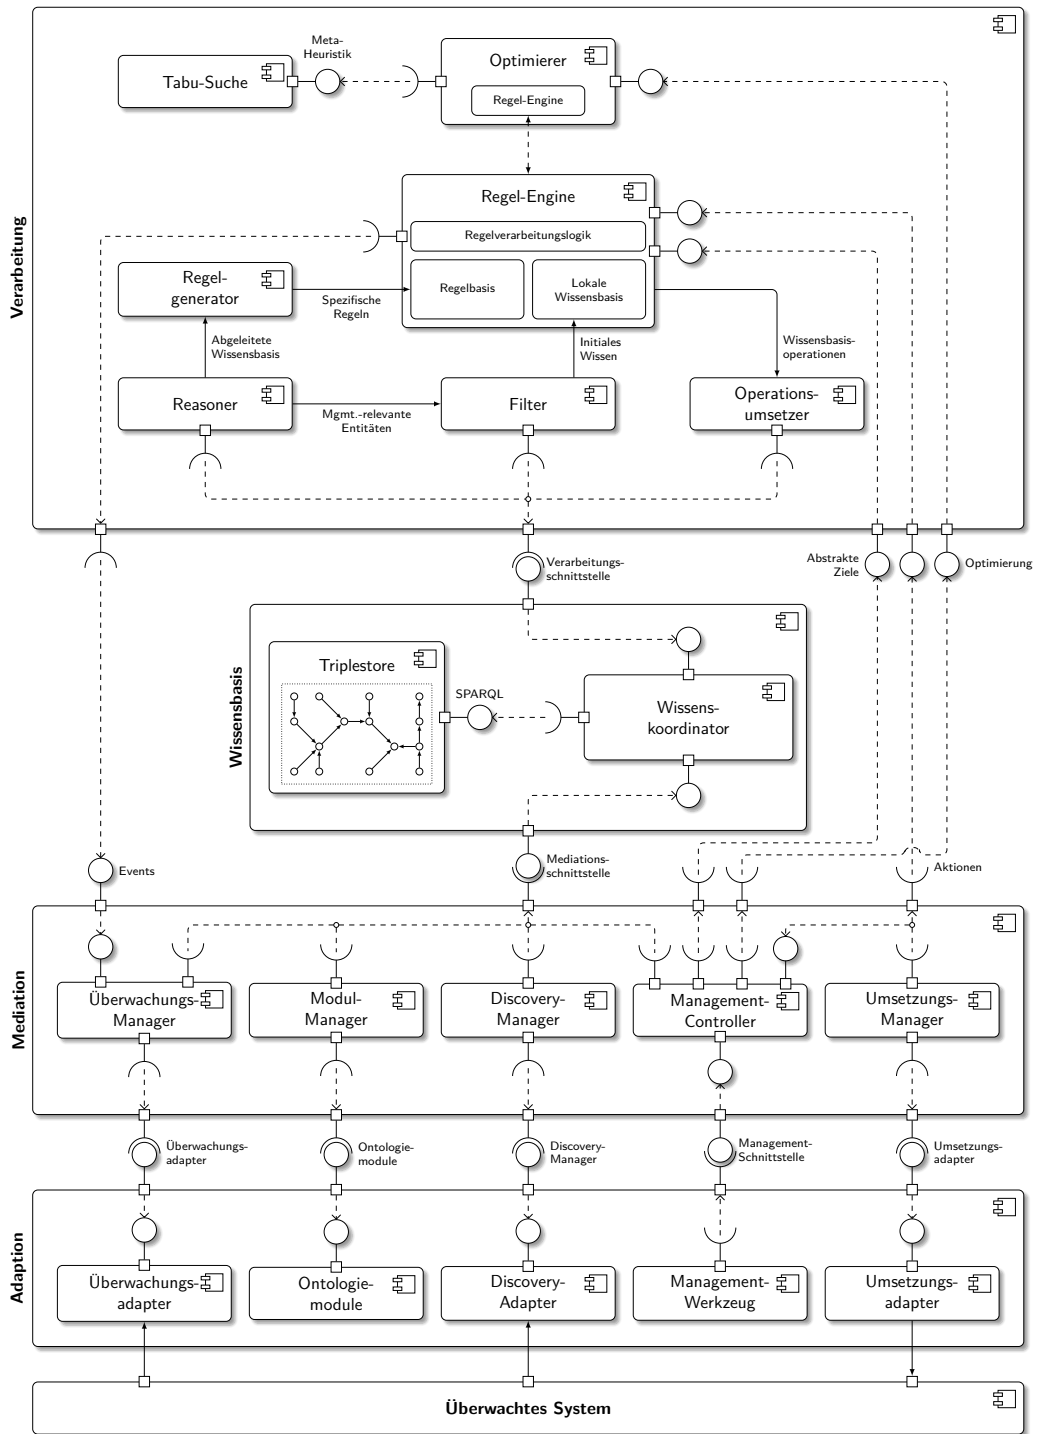 Meta-
Heuristik
Tabu-Suche
Optimierer
Regel-Engine
Regel-Engine
Regelverarbeitungslogik
Regelbasis
Lokale
Wissensbasis
Regel-
generator
Spezifische
Regeln
Abgeleitete
Wissensbasis
Initiales
Wissen
Wissensbasis-
operationen
Reasoner
Mgmt.-relevante
Entitäten
Filter
Operations-
umsetzer
Verarbeitung
Verarbeitungs-
schnittstelle
Abstrakte
Ziele
Optimierung
Wissensbasis
Triplestore
SPARQL
Wissens-
koordinator
Events
Mediations-
schnittstelle
Aktionen
Mediation
Überwachungs-
Manager
Modul-
Manager
Discovery-
Manager
Management-
Controller
Umsetzungs-
Manager
Überwachungs-
adapter
Ontologie-
module
Discovery-
Manager
Management-
Schnittstelle
Umsetzungs-
adapter
Adaption
Überwachungs-
adapter
Ontologie-
module
Discovery-
Adapter
Management-
Werkzeug
Umsetzungs-
adapter
Überwachtes System